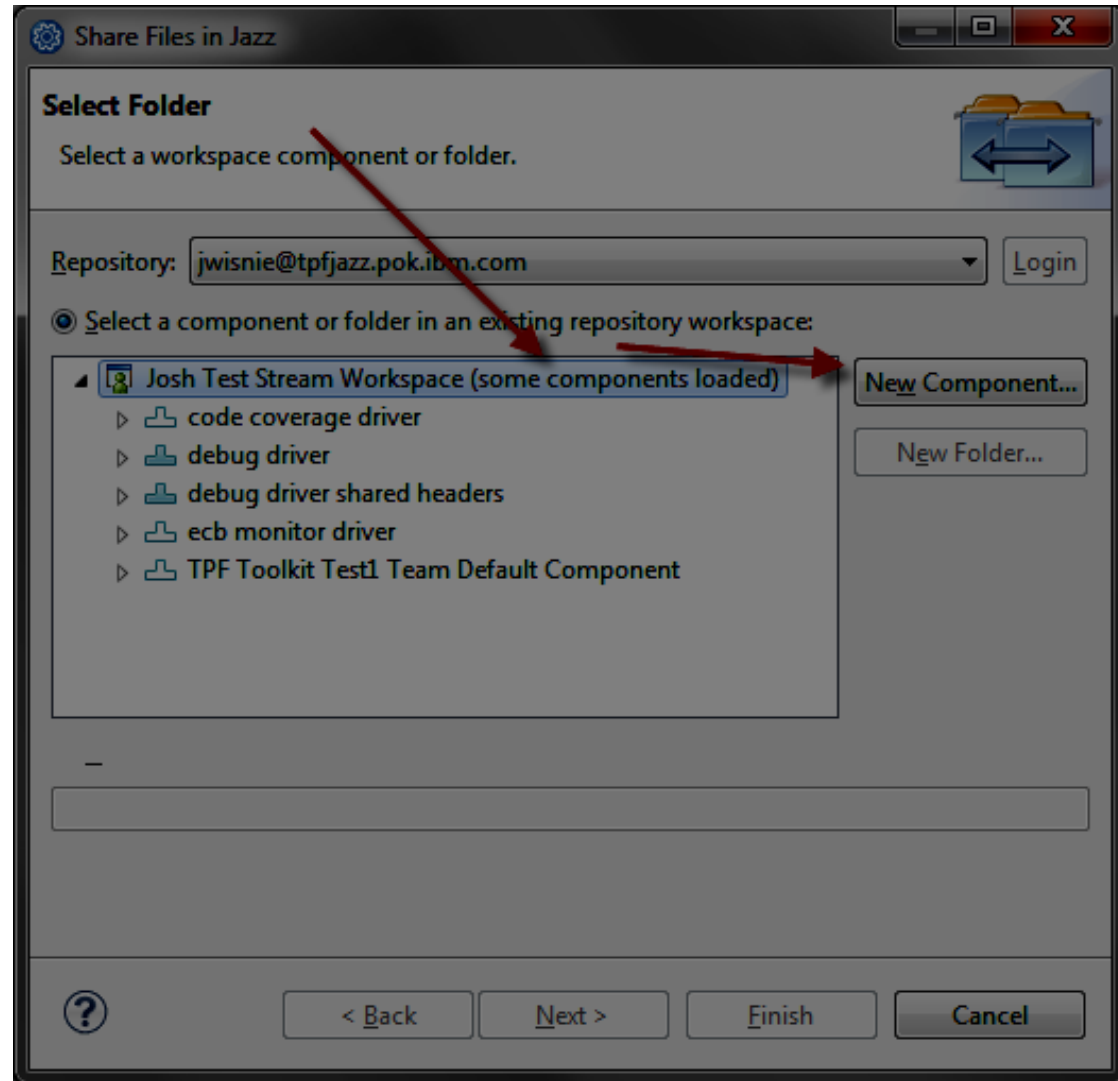 Share Files in Jazz
Select Folder
Select a workspace component or folder.
Repository: jwisnie@tpfjazz.pok.ibm.com Login
Select a component or folder in an existing repository workspace:
Josh Test Stream Workspace (some components loaded) New Component...
code coverage driver
debug driver New Folder...
debug driver shared headers
ecb monitor driver
TPF Toolkit Test1 Team Default Component
< Back Next > Finish Cancel